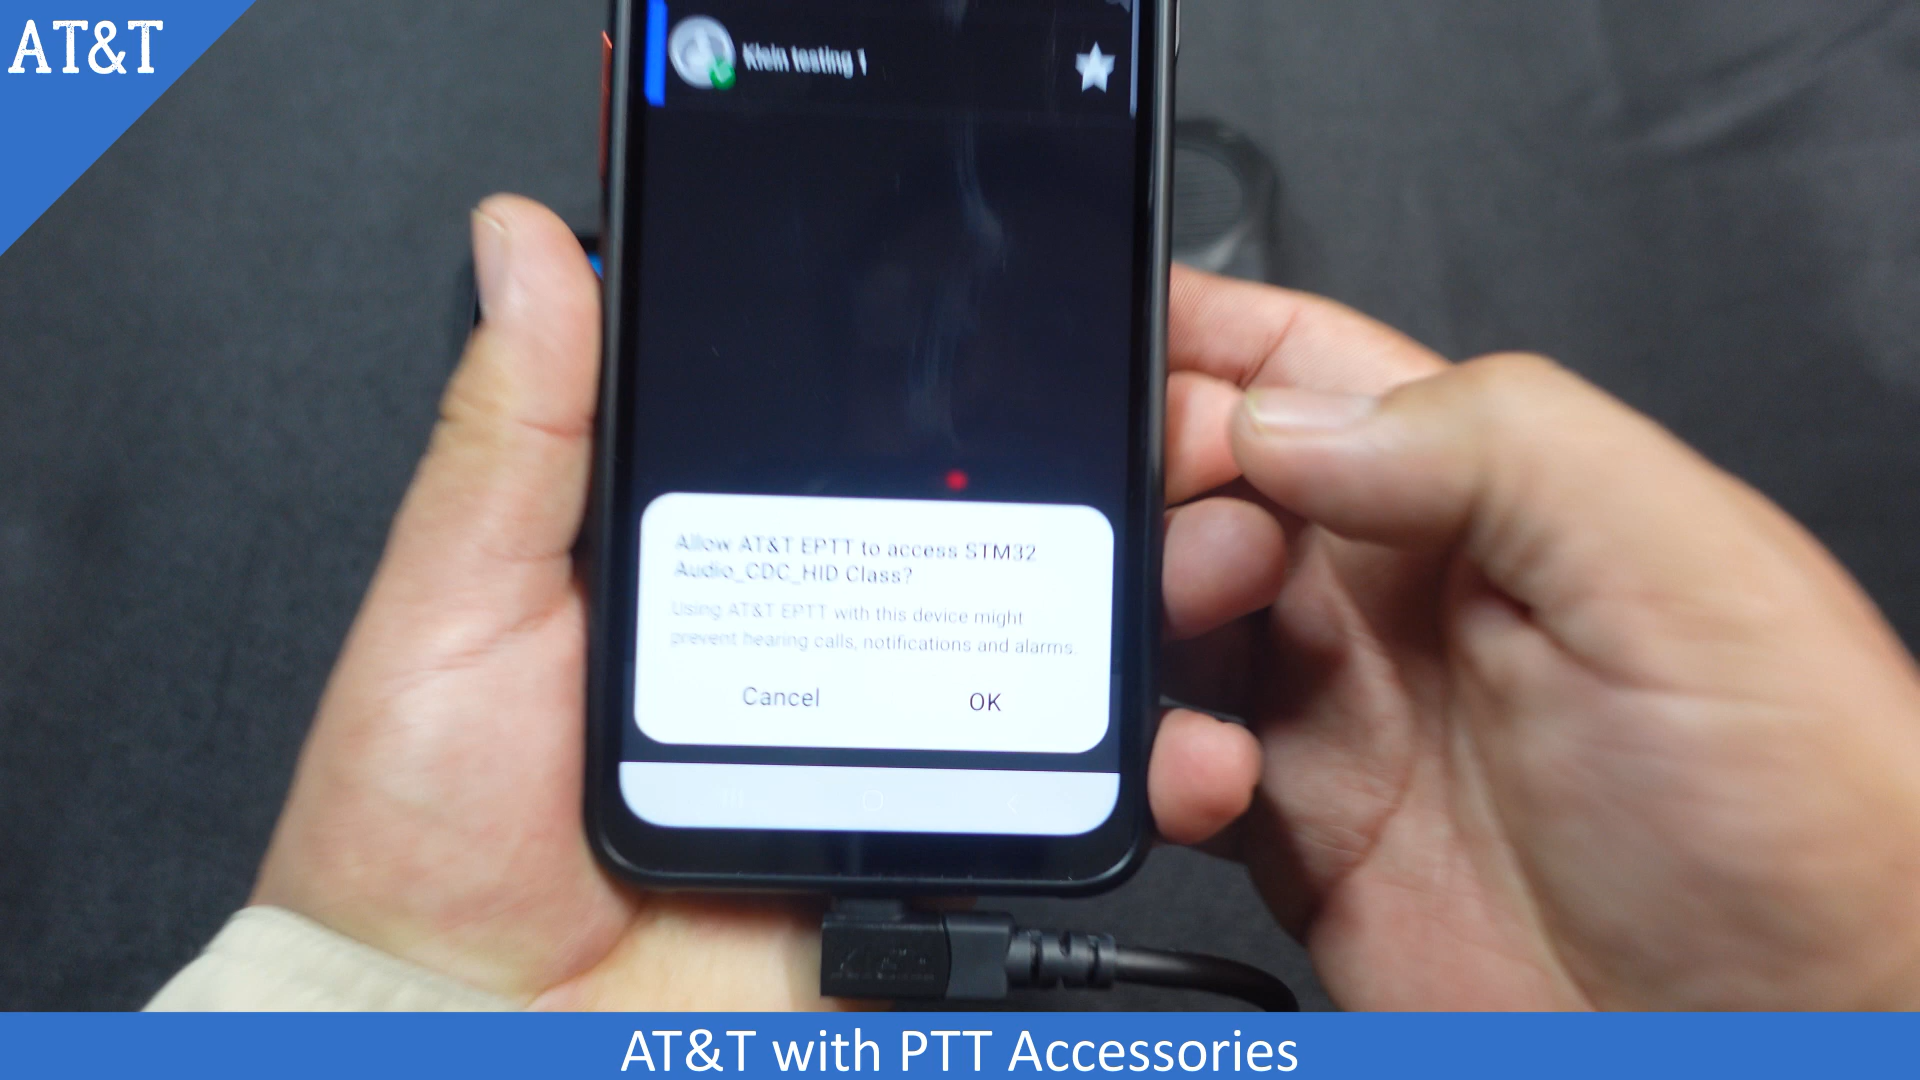 AT&T
Klein testing 1
Allow AT&T EPTT to access STM32
Audio_CDC_HID Class?
Using AT&T EPTT with this device might
prevent hearing calls, notifications and alarms.
Cancel OK
AT&T with PTT Accessories